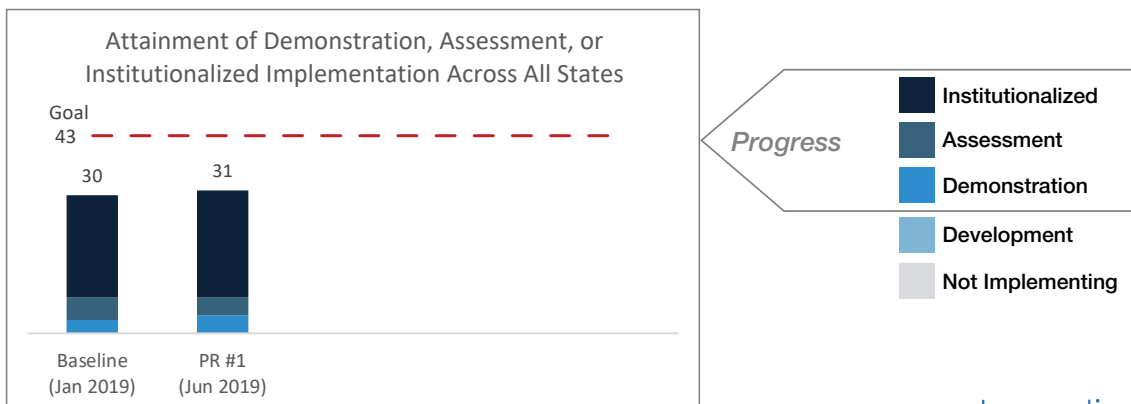 Attainment of Demonstration, Assessment, or
Institutionalized Implementation Across All States
Goal
43
30
31
Baseline
(Jan 2019)
PR #1
(Jun 2019)
Progress
Institutionalized
Assessment
Demonstration
Development
Not Implementing